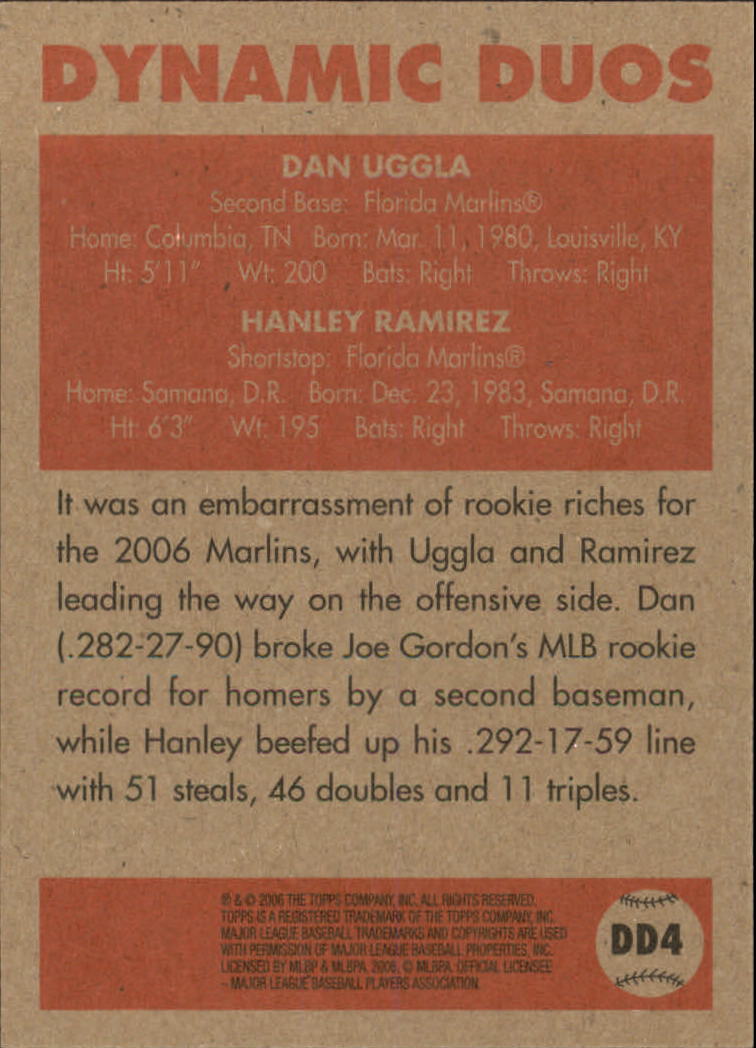 DYNAMIC DUOS
DAN UGGLA
Second Base: Florida Marlins®
Home: Columbia, TN Born: Mar. 11, 1980, Louisville, KY
Ht: 5'11" Wt: 200 Bats: Right Throws: Right
HANLEY RAMIREZ
Shortstop: Florida Marlins®
Home: Samana, D.R. Born: Dec. 23, 1983, Samana, D.R.
Ht: 6'3" Wt: 195 Bats: Right Throws: Right
It was an embarrassment of rookie riches for
the 2006 Marlins, with Uggla and Ramirez
leading the way on the offensive side. Dan
(.282-27-90) broke Joe Gordon's MLB rookie
record for homers by a second baseman,
while Hanley beefed up his .292-17-59 line
with 51 steals, 46 doubles and 11 triples.
® & © 2006 THE TOPPS COMPANY, INC. ALL RIGHTS RESERVED.
TOPPS IS A REGISTERED TRADEMARK OF THE TOPPS COMPANY, INC.
MAJOR LEAGUE BASEBALL TRADEMARKS AND COPYRIGHTS ARE USED
WITH PERMISSION OF MAJOR LEAGUE BASEBALL PROPERTIES, INC.
LICENSED BY MLBP & MLBPA 2006. © MLBPA. OFFICIAL LICENSEE
– MAJOR LEAGUE BASEBALL PLAYERS ASSOCIATION.
DD4